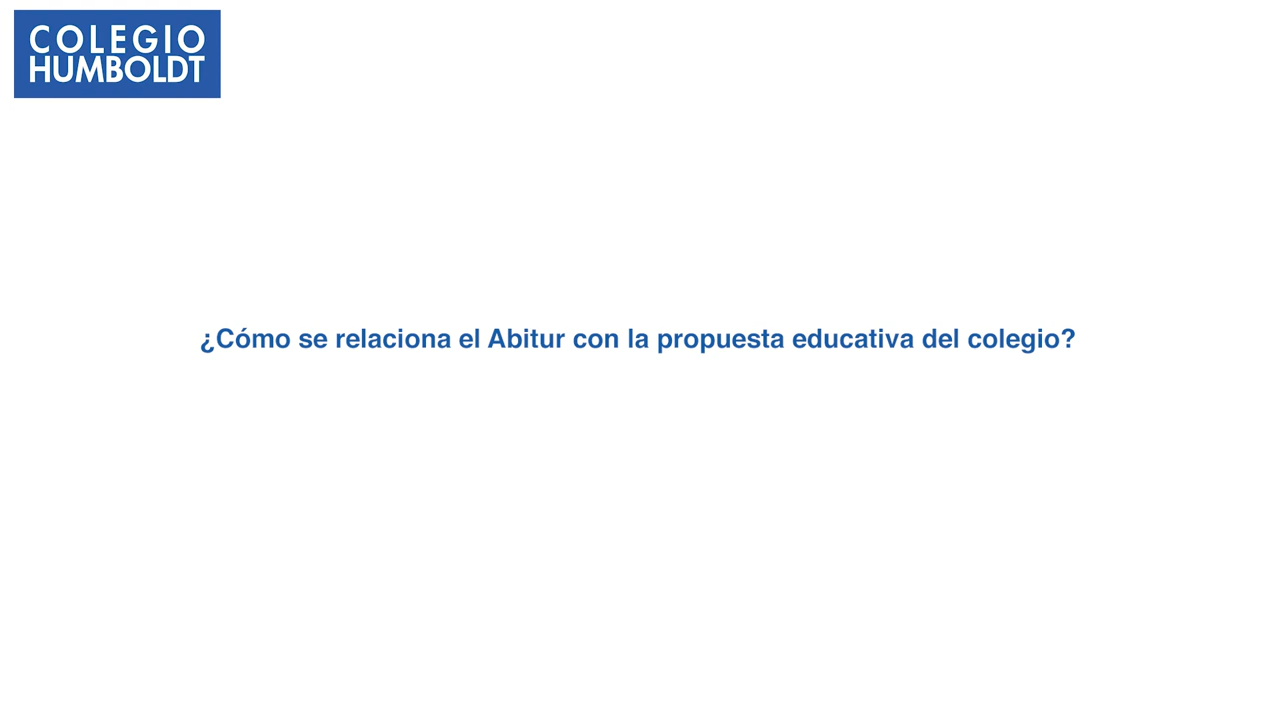 COLEGIO
HUMBOLDT
¿Cómo se relaciona el Abitur con la propuesta educativa del colegio?